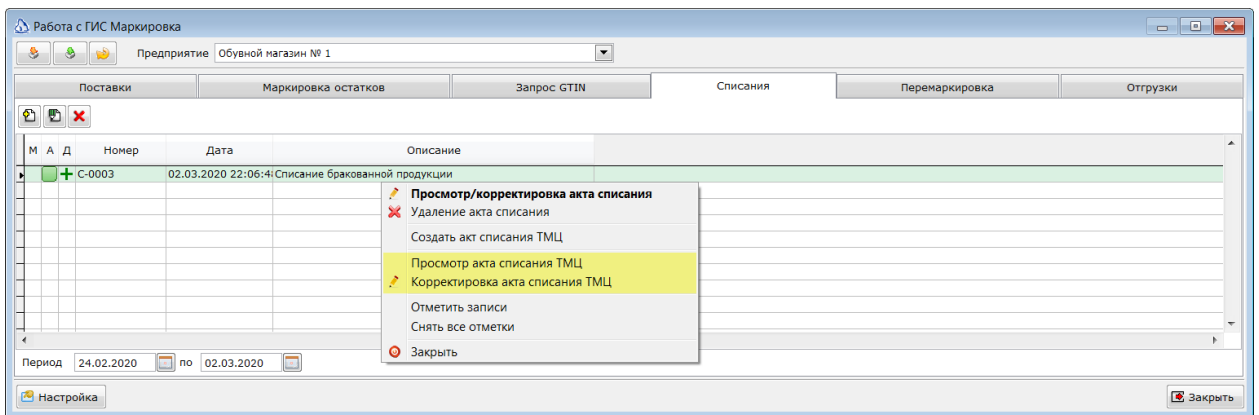 Работа с ГИС Маркировка
Предприятие Обувной магазин № 1
Поставки Маркировка остатков Запрос GTIN Списания Перемаркировка Отгрузки
М А Д Номер Дата Описание
С-0003 02.03.2020 22:06:4 Списание бракованной продукции
Просмотр/корректировка акта списания
Удаление акта списания
Создать акт списания ТМЦ
Просмотр акта списания ТМЦ
Корректировка акта списания ТМЦ
Отметить записи
Снять все отметки
Закрыть
Период 24.02.2020 по 02.03.2020
Настройка Закрыть